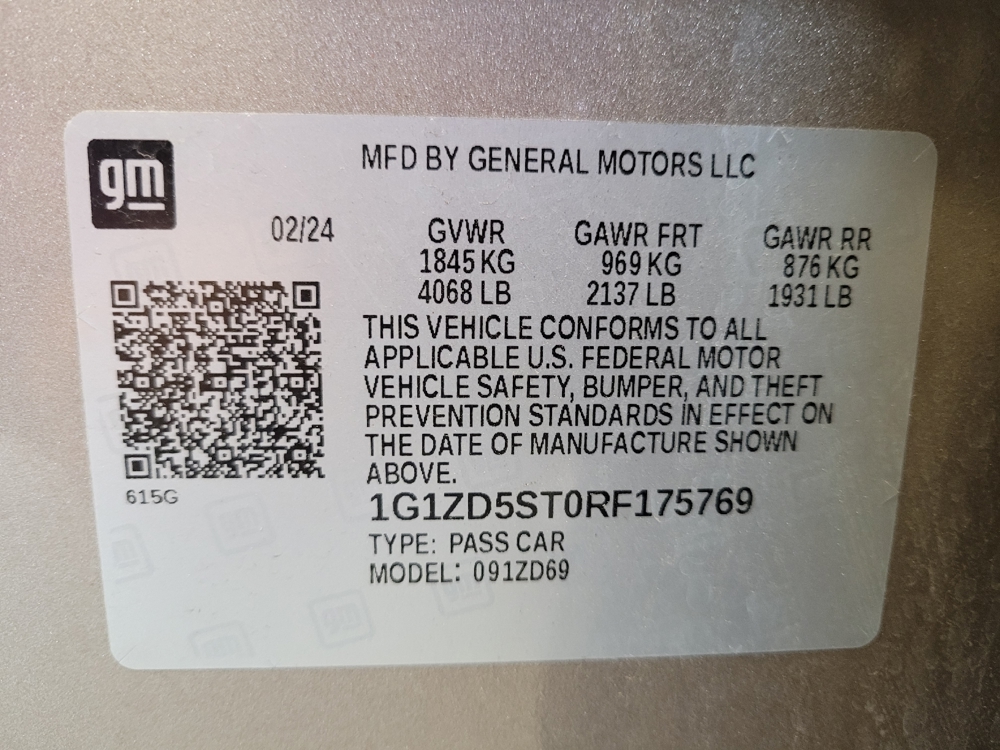 gm
MFD BY GENERAL MOTORS LLC
02/24 GVWR GAWR FRT GAWR RR
1845 KG 969 KG 876 KG
4068 LB 2137 LB 1931 LB
THIS VEHICLE CONFORMS TO ALL
APPLICABLE U.S. FEDERAL MOTOR
VEHICLE SAFETY, BUMPER, AND THEFT
PREVENTION STANDARDS IN EFFECT ON
THE DATE OF MANUFACTURE SHOWN
ABOVE.
615G
1G1ZD5ST0RF175769
TYPE: PASS CAR
MODEL: 091ZD69